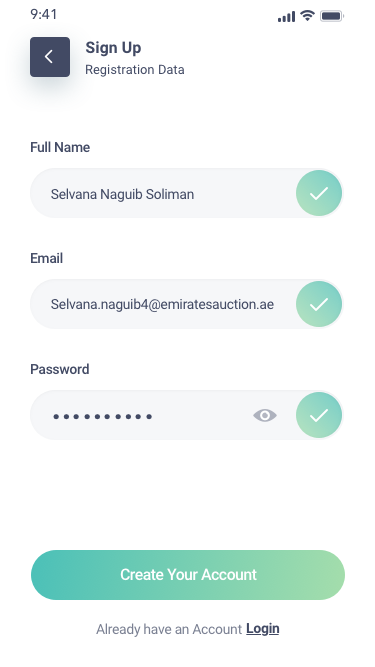 9:41
Sign Up
Registration Data
Full Name
Selvana Naguib Soliman
Email
Selvana.naguib4@emiratesauction.ae
Password
••••••••••
Create Your Account
Already have an Account Login